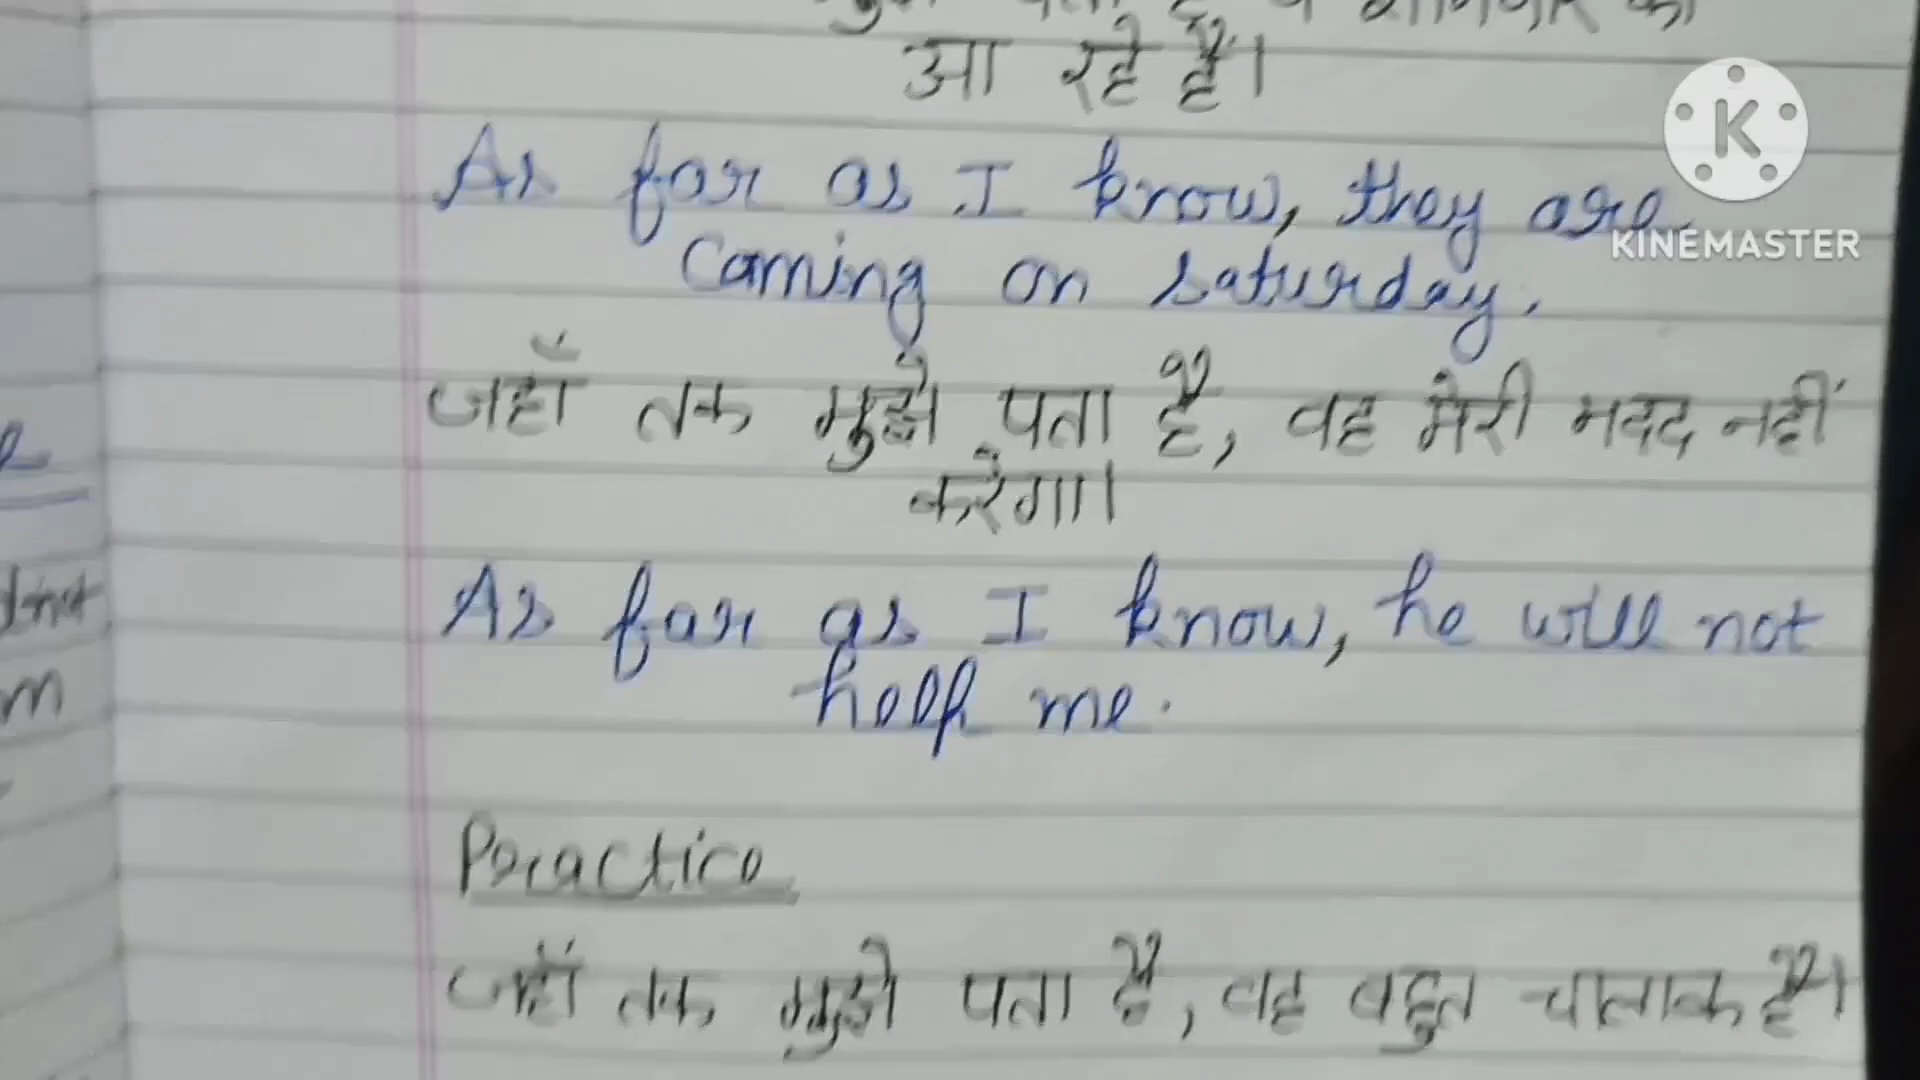 आ रहे हैं।
As far as I know, they are
coming on saturday.
जहाँ तक मुझे पता है, वह मेरी मदद नहीं
करेगा।
As far as I know, he will not
help me.
Practice
जहाँ तक मुझे पता है, वह बहुत चालाक है।
K
KINEMASTER